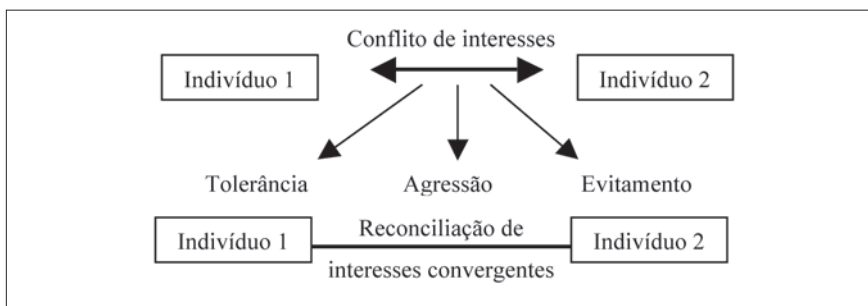 Conflito de interesses
Indivíduo 1 Indivíduo 2
Tolerância Agressão Evitamento
Indivíduo 1 Reconciliação de Indivíduo 2
interesses convergentes